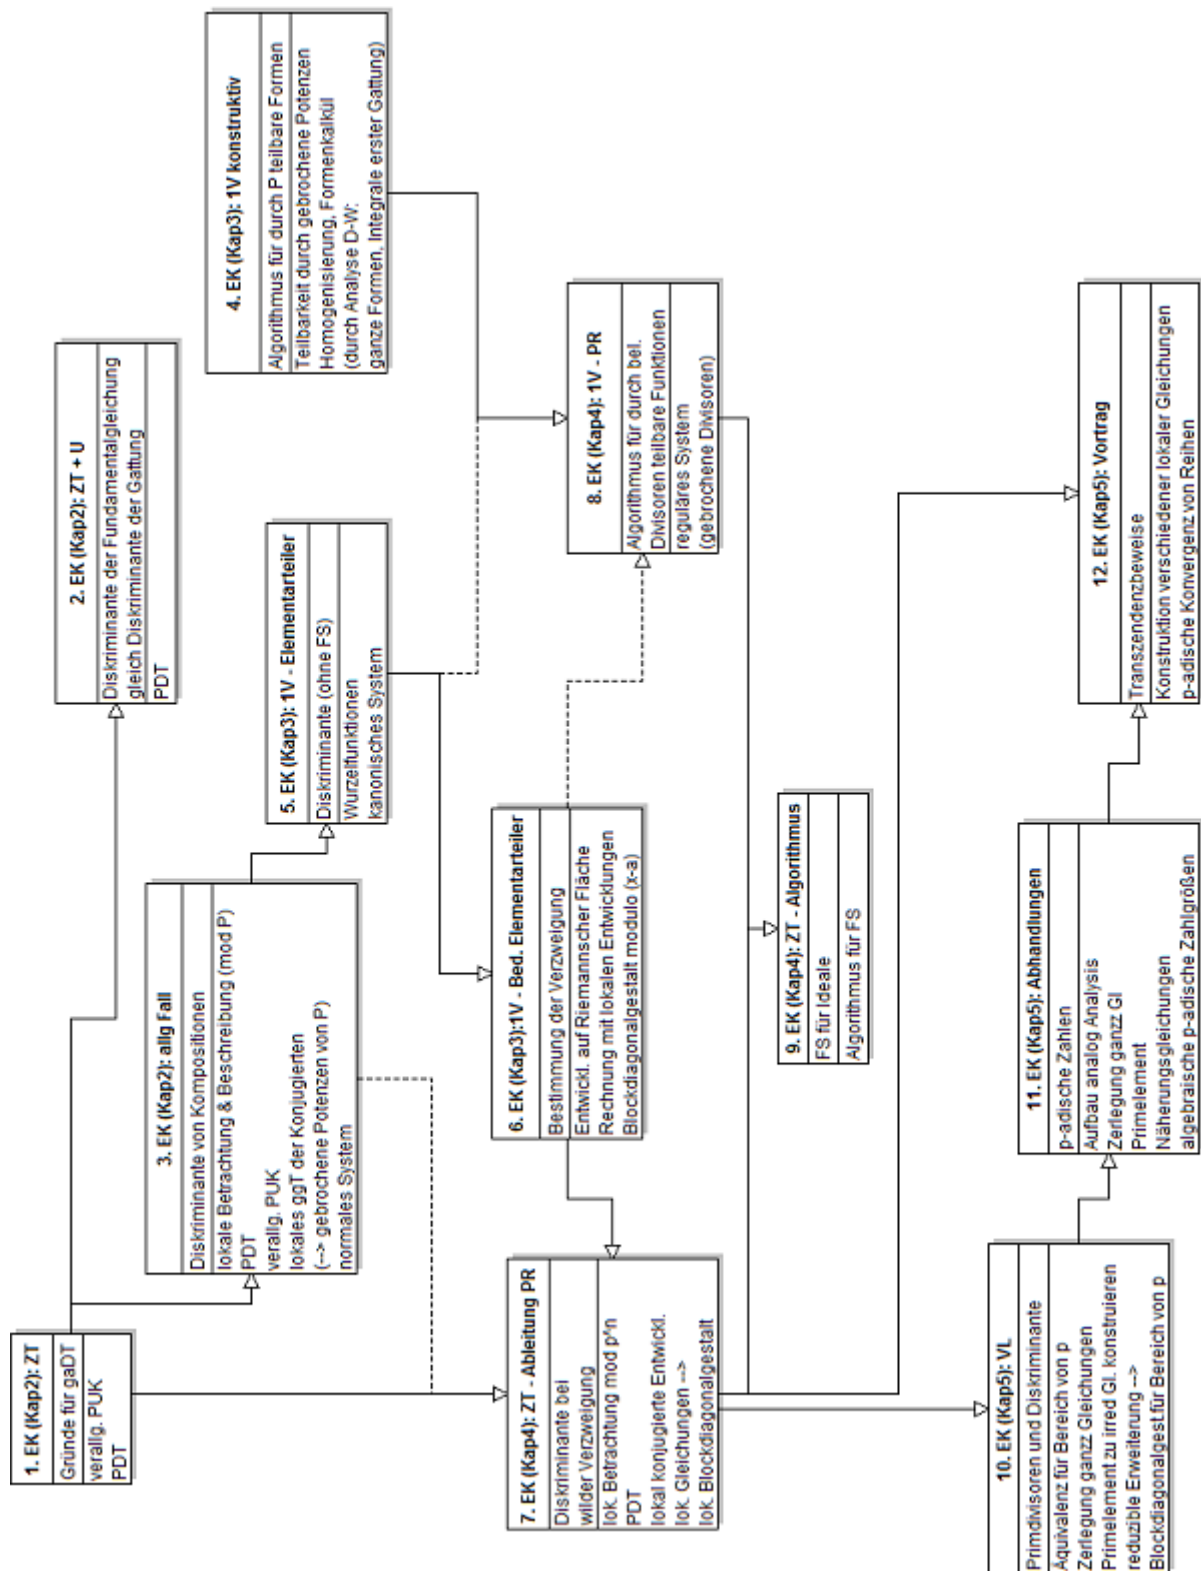 1. EK (Kap2): ZT
Gründe für gaDT
verallg. PUK
PDT
2. EK (Kap2): ZT + U
Diskriminante der Fundamentalgleichung
gleich Diskriminante der Gattung
PDT
3. EK (Kap2): allg Fall
Diskriminante von Kompositionen
lokale Betrachtung & Beschreibung (mod P)
PDT
verallg. PUK
lokales ggT der Konjugierten
(--> gebrochene Potenzen von P)
normales System
4. EK (Kap3): 1V konstruktiv
Algorithmus für durch P teilbare Formen
Teilbarkeit durch gebrochene Potenzen
Homogenisierung, Formenkalkül
(durch Analyse D-W:
ganze Formen, Integrale erster Gattung)
5. EK (Kap3): 1V - Elementarteiler
Diskriminante (ohne FS)
Wurzelfunktionen
kanonisches System
6. EK (Kap3):1V - Bed. Elementarteiler
Bestimmung der Verzweigung
Entwickl. auf Riemannscher Fläche
Rechnung mit lokalen Entwicklungen
Blockdiagonalgestalt modulo (x-a)
7. EK (Kap4): ZT - Ableitung PR
Diskriminante bei
wilder Verzweigung
lok. Betrachtung mod p^n
PDT
lokal konjugierte Entwickl.
lok. Gleichungen -->
lok. Blockdiagonalgestalt
8. EK (Kap4): 1V - PR
Algorithmus für durch bel.
Divisoren teilbare Funktionen
reguläres System
(gebrochene Divisoren)
9. EK (Kap4): ZT - Algorithmus
FS für Ideale
Algorithmus für FS
10. EK (Kap5): VL
Primdivisoren und Diskriminante
Äquivalenz für Bereich von p
Zerlegung ganzz Gleichungen
Primelement zu irred Gl. konstruieren
reduzible Erweiterung -->
Blockdiagonalgest.für Bereich von p
11. EK (Kap5): Abhandlungen
p-adische Zahlen
Aufbau analog Analysis
Zerlegung ganzz Gl
Primelement
Näherungsgleichungen
algebraische p-adische Zahlgrößen
12. EK (Kap5): Vortrag
Transzendenzbeweise
Konstruktion verschiedener lokaler Gleichungen
p-adische Konvergenz von Reihen